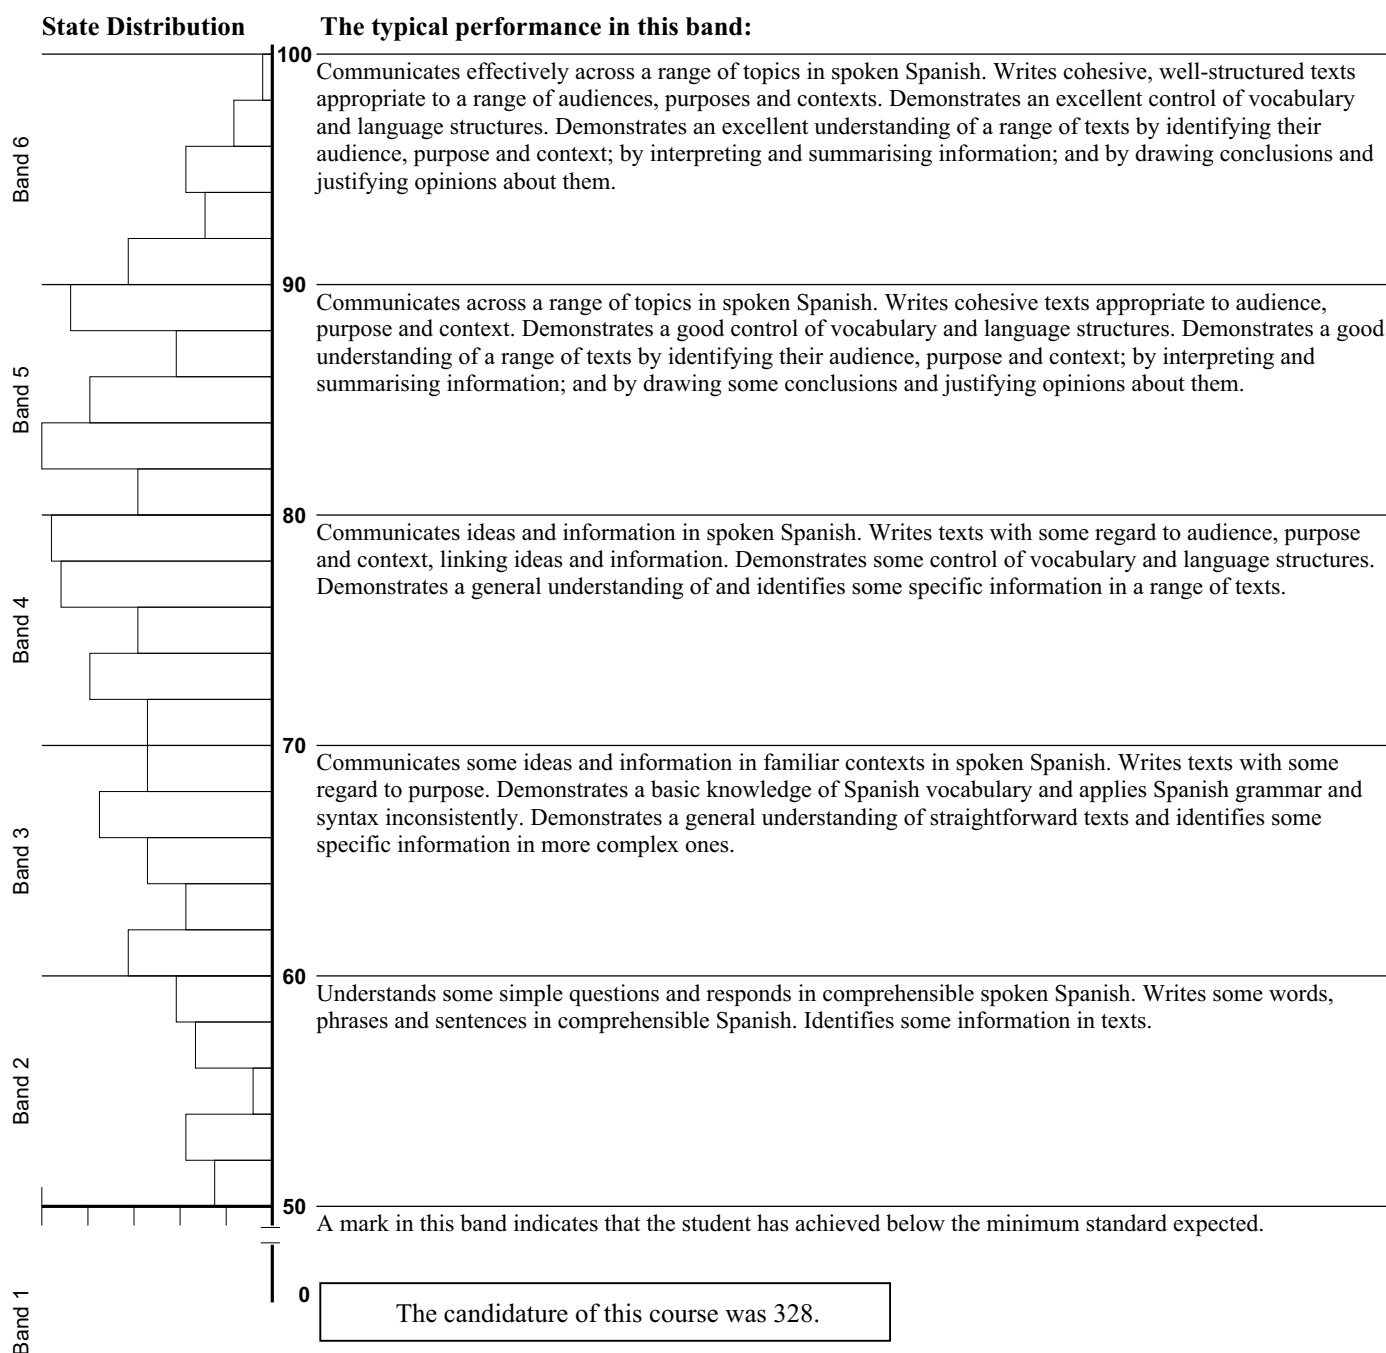 State Distribution
The typical performance in this band:
100
Band 6
Communicates effectively across a range of topics in spoken Spanish. Writes cohesive, well-structured texts
appropriate to a range of audiences, purposes and contexts. Demonstrates an excellent control of vocabulary
and language structures. Demonstrates an excellent understanding of a range of texts by identifying their
audience, purpose and context; by interpreting and summarising information; and by drawing conclusions and
justifying opinions about them.
90
Band 5
Communicates across a range of topics in spoken Spanish. Writes cohesive texts appropriate to audience,
purpose and context. Demonstrates a good control of vocabulary and language structures. Demonstrates a good
understanding of a range of texts by identifying their audience, purpose and context; by interpreting and
summarising information; and by drawing some conclusions and justifying opinions about them.
80
Band 4
Communicates ideas and information in spoken Spanish. Writes texts with some regard to audience, purpose
and context, linking ideas and information. Demonstrates some control of vocabulary and language structures.
Demonstrates a general understanding of and identifies some specific information in a range of texts.
70
Band 3
Communicates some ideas and information in familiar contexts in spoken Spanish. Writes texts with some
regard to purpose. Demonstrates a basic knowledge of Spanish vocabulary and applies Spanish grammar and
syntax inconsistently. Demonstrates a general understanding of straightforward texts and identifies some
specific information in more complex ones.
60
Band 2
Understands some simple questions and responds in comprehensible spoken Spanish. Writes some words,
phrases and sentences in comprehensible Spanish. Identifies some information in texts.
50
A mark in this band indicates that the student has achieved below the minimum standard expected.
Band 1
0
The candidature of this course was 328.